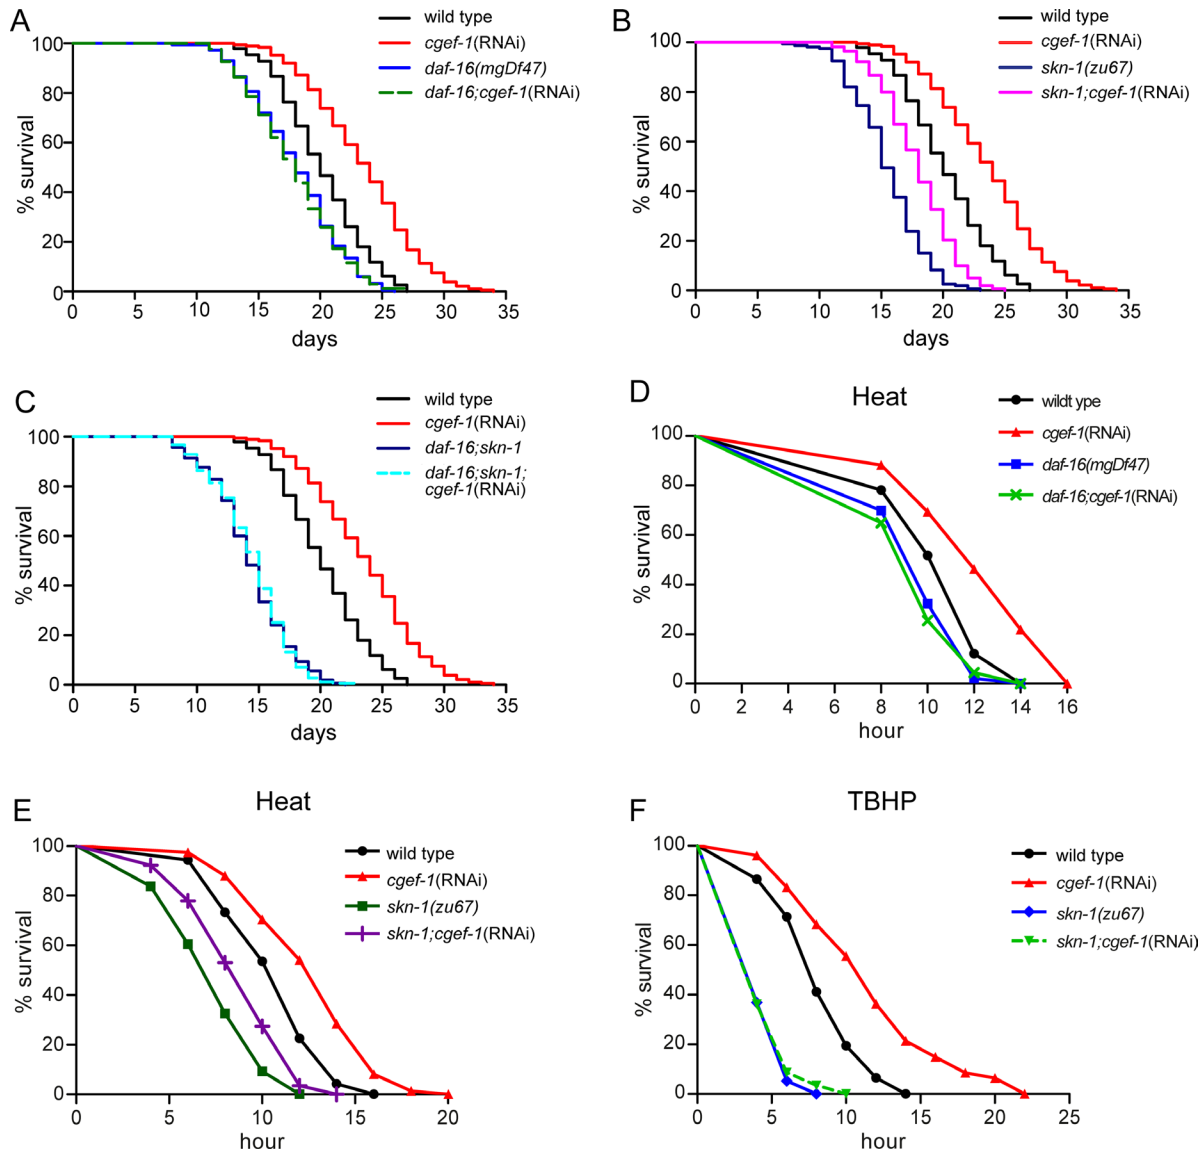 A
wild type
cgef-1(RNAi)
daf-16(mgDf47)
daf-16;cgef-1(RNAi)
% survival
100
80
60
40
20
0
0 5 10 15 20 25 30 35
days
B
wild type
cgef-1(RNAi)
skn-1(zu67)
skn-1;cgef-1(RNAi)
% survival
100
80
60
40
20
0
0 5 10 15 20 25 30 35
days
C
wild type
cgef-1(RNAi)
daf-16;skn-1
daf-16;skn-1;
cgef-1(RNAi)
% survival
100
80
60
40
20
0
0 5 10 15 20 25 30 35
days
D
Heat
wildt ype
cgef-1(RNAi)
daf-16(mgDf47)
daf-16;cgef-1(RNAi)
% survival
100
80
60
40
20
0
0 2 4 6 8 10 12 14 16
hour
E
Heat
wild type
cgef-1(RNAi)
skn-1(zu67)
skn-1;cgef-1(RNAi)
% survival
100
80
60
40
20
0
0 5 10 15 20
hour
F
TBHP
wild type
cgef-1(RNAi)
skn-1(zu67)
skn-1;cgef-1(RNAi)
% survival
100
80
60
40
20
0
0 5 10 15 20 25
hour